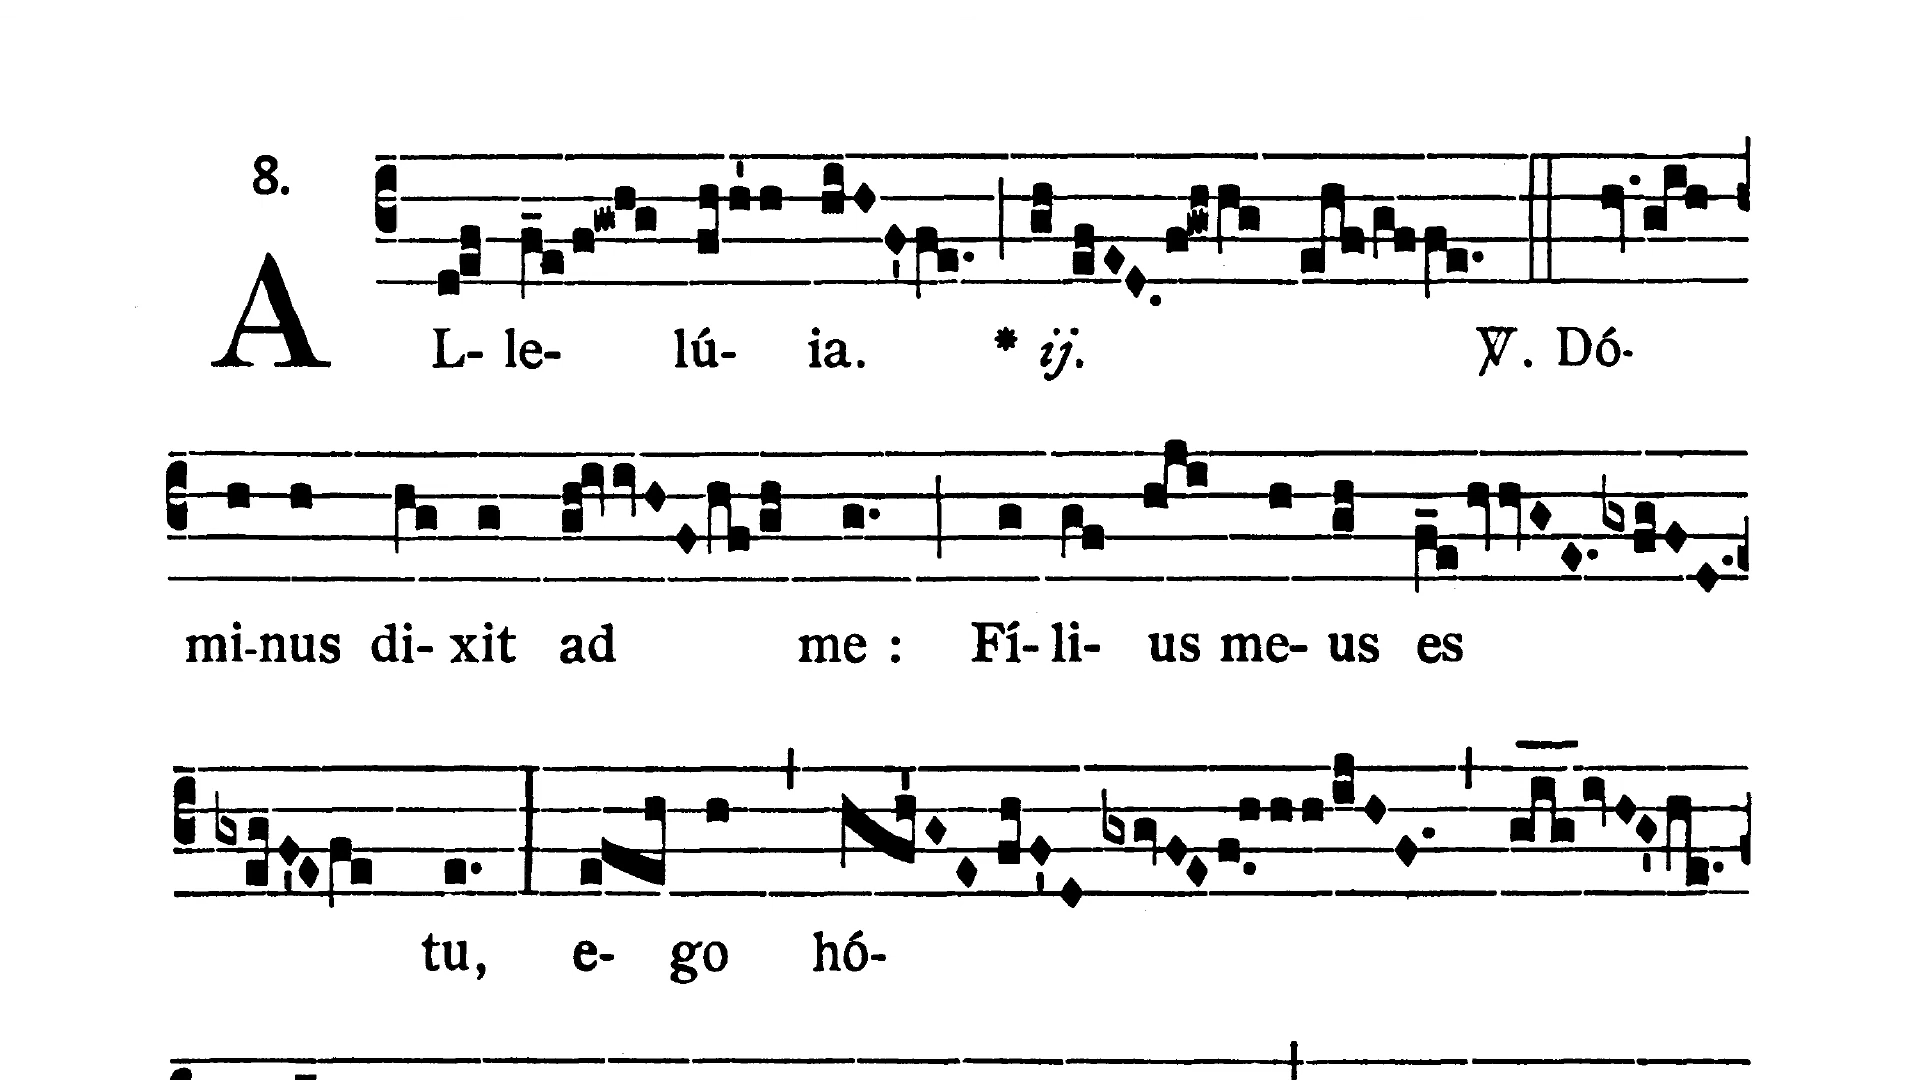 8.
AL- le- lú- ia. * ij. ℣. Dó-
mi-nus di- xit ad me : Fí- li- us me- us es
tu, e- go hó-